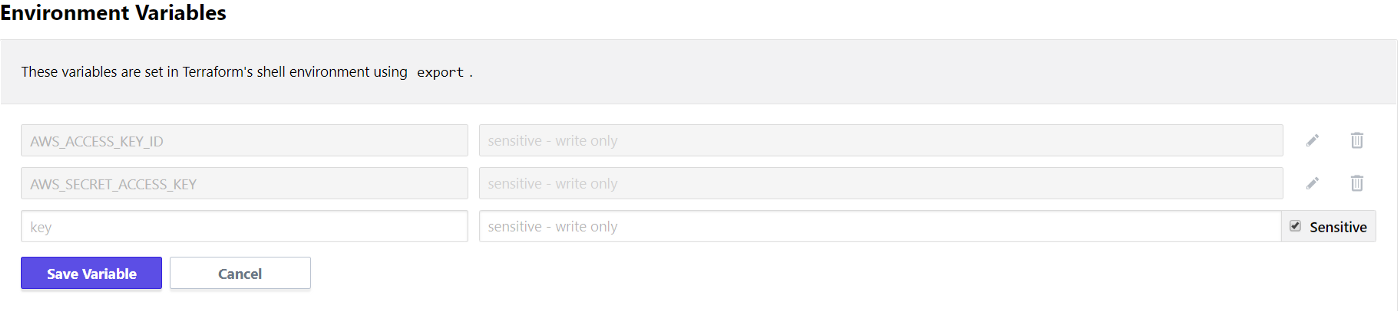 Environment Variables
These variables are set in Terraform's shell environment using export .
AWS_ACCESS_KEY_ID sensitive - write only
AWS_SECRET_ACCESS_KEY sensitive - write only
key sensitive - write only Sensitive
Save Variable Cancel